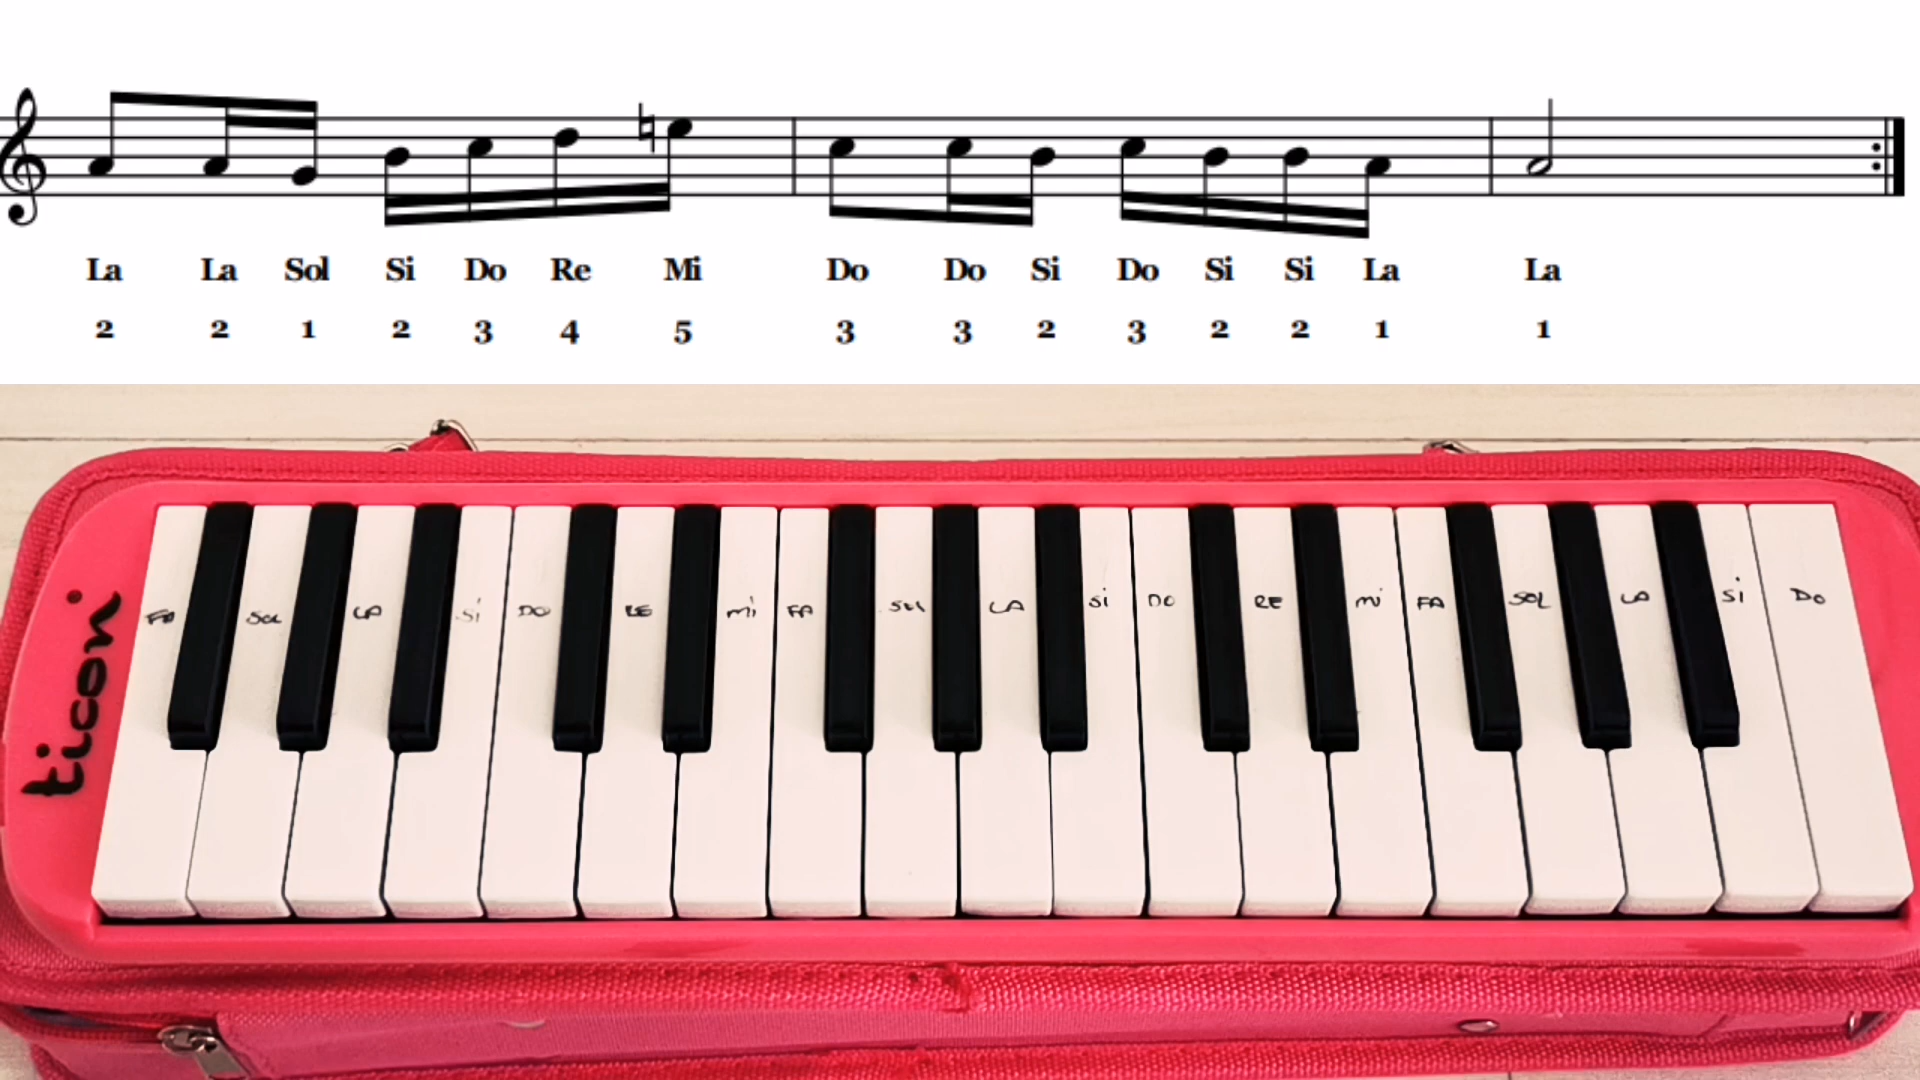 La La Sol Si Do Re Mi Do Do Si Do Si Si La La
2 2 1 2 3 4 5 3 3 2 3 2 2 1 1
FA SOL LA Si DO RE Mi FA SOL LA Si DO RE Mi FA SOL LA Si DO
ticon